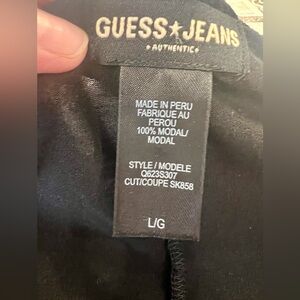 GUESS★JEANS
★ AUTHENTIC ★
MADE IN PERU
FABRIQUE AU
PEROU
100% MODAL/
MODAL
STYLE / MODELE
Q623S307
CUT/COUPE SK858
L/G